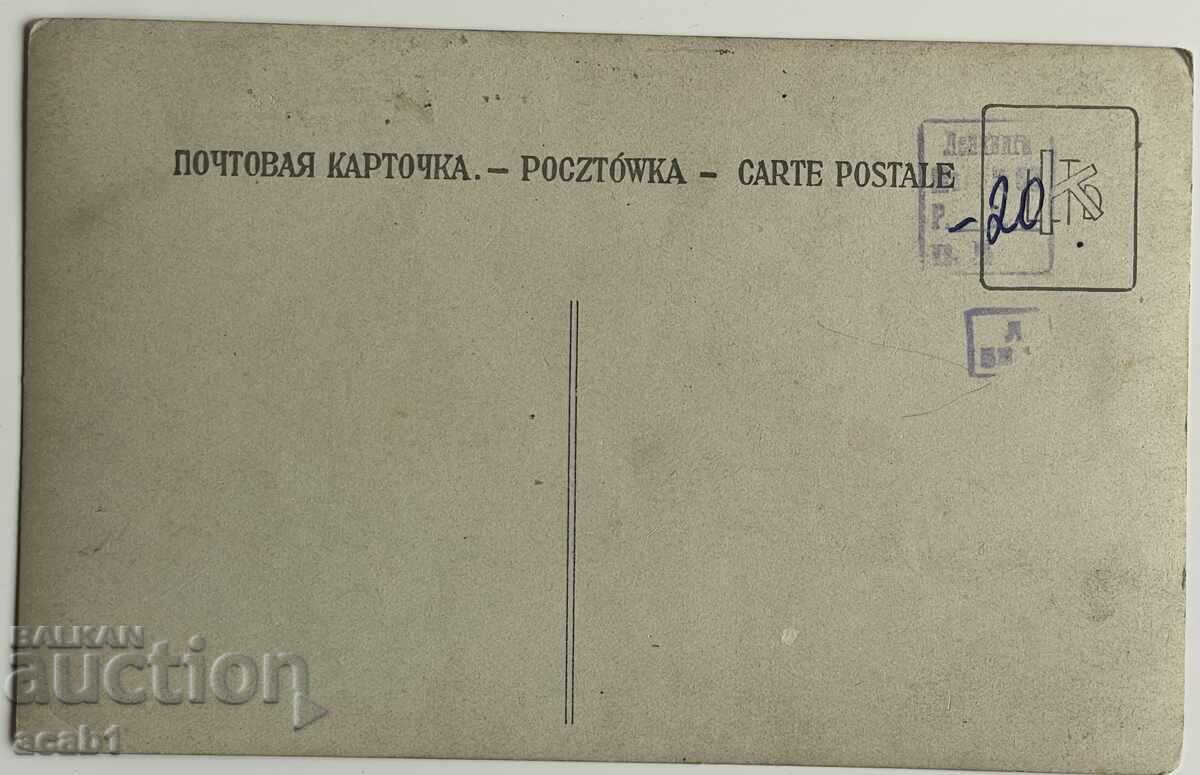 ПОЧТОВАЯ КАРТОЧКА. — POCZTÓWKA — CARTE POSTALE
-20
BALKAN
auction
acab1